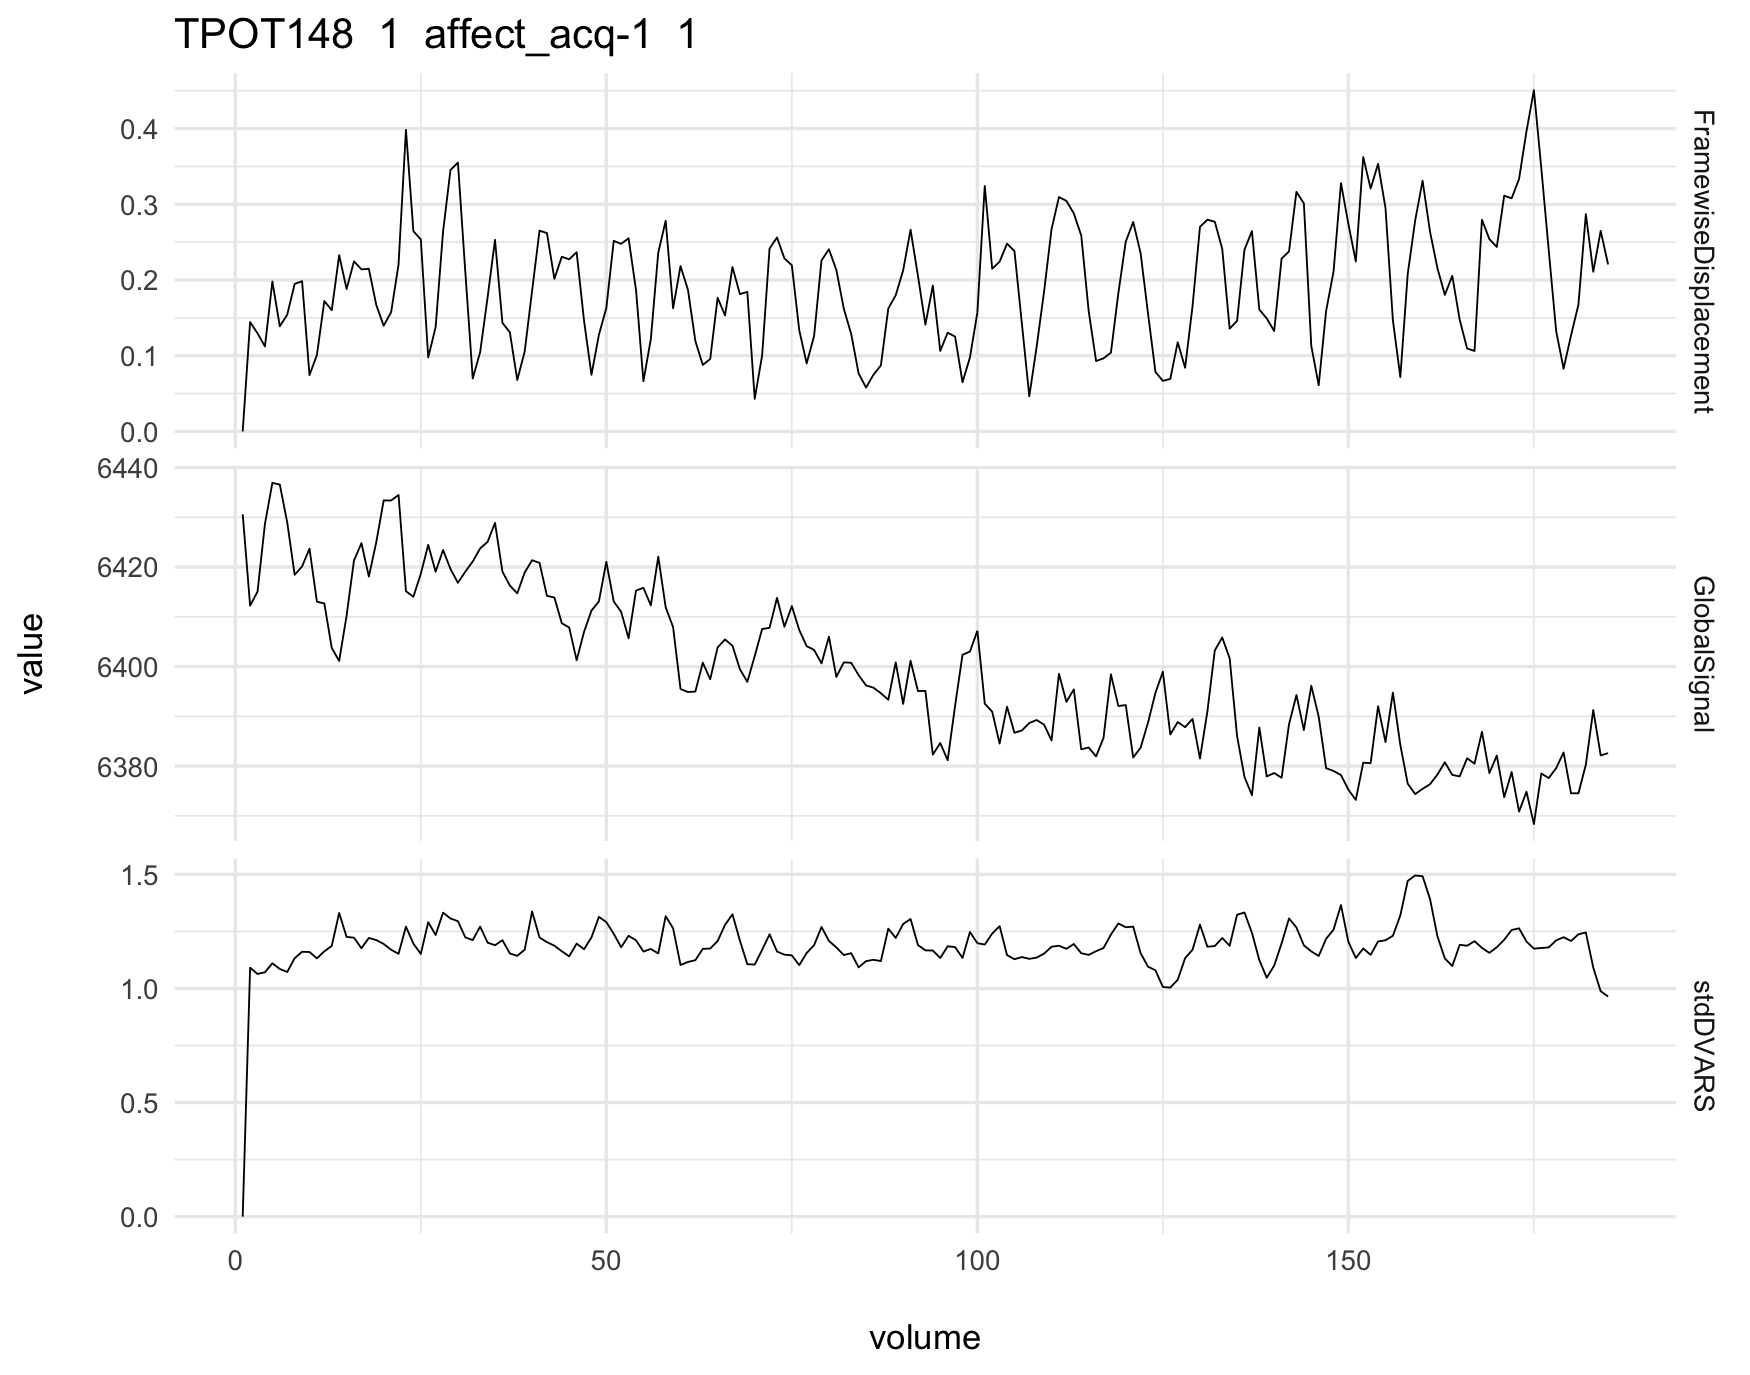 TPOT148 1 affect_acq-1 1
0.4
0.3
0.2
0.1
0.0
FramewiseDisplacement
6440
6420
6400
6380
GlobalSignal
value
1.5
1.0
0.5
0.0
stdDVARS
0 50 100 150
volume